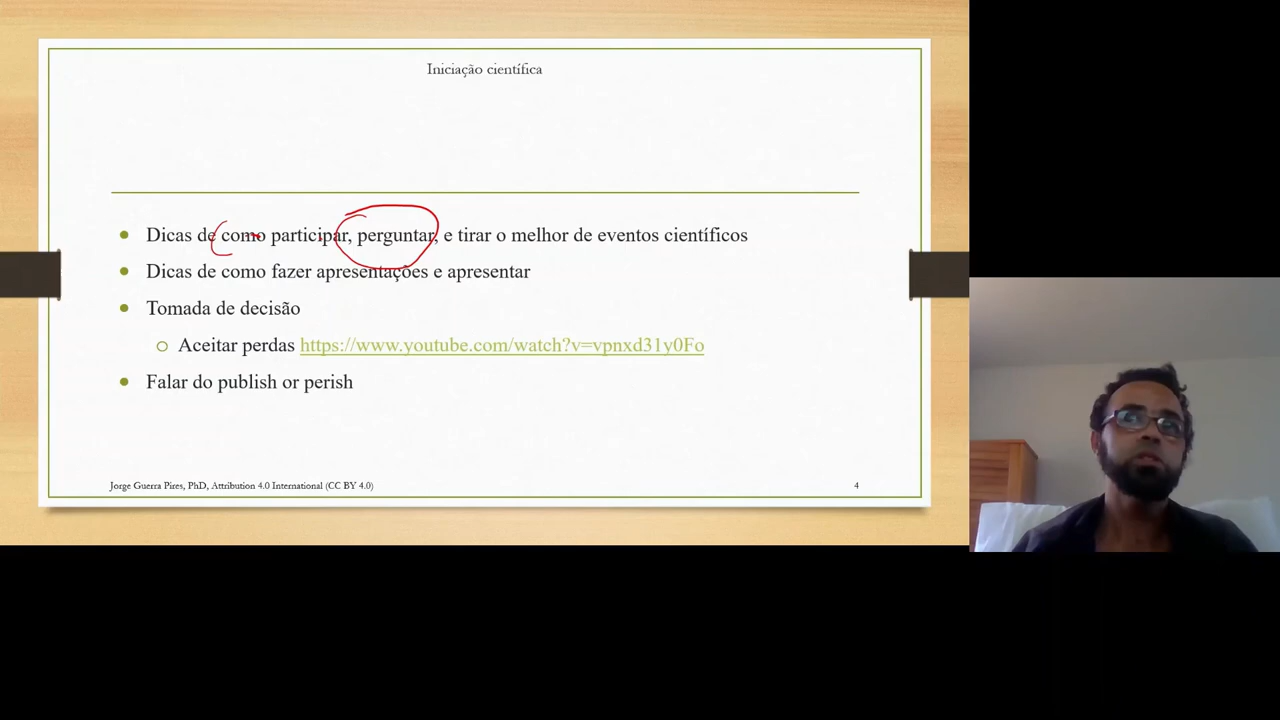 Iniciação científica
Dicas de como participar, perguntar, e tirar o melhor de eventos científicos
Dicas de como fazer apresentações e apresentar
Tomada de decisão
Aceitar perdas https://www.youtube.com/watch?v=vpnxd31y0Fo
Falar do publish or perish
Jorge Guerra Pires, PhD, Attribution 4.0 International (CC BY 4.0)
4